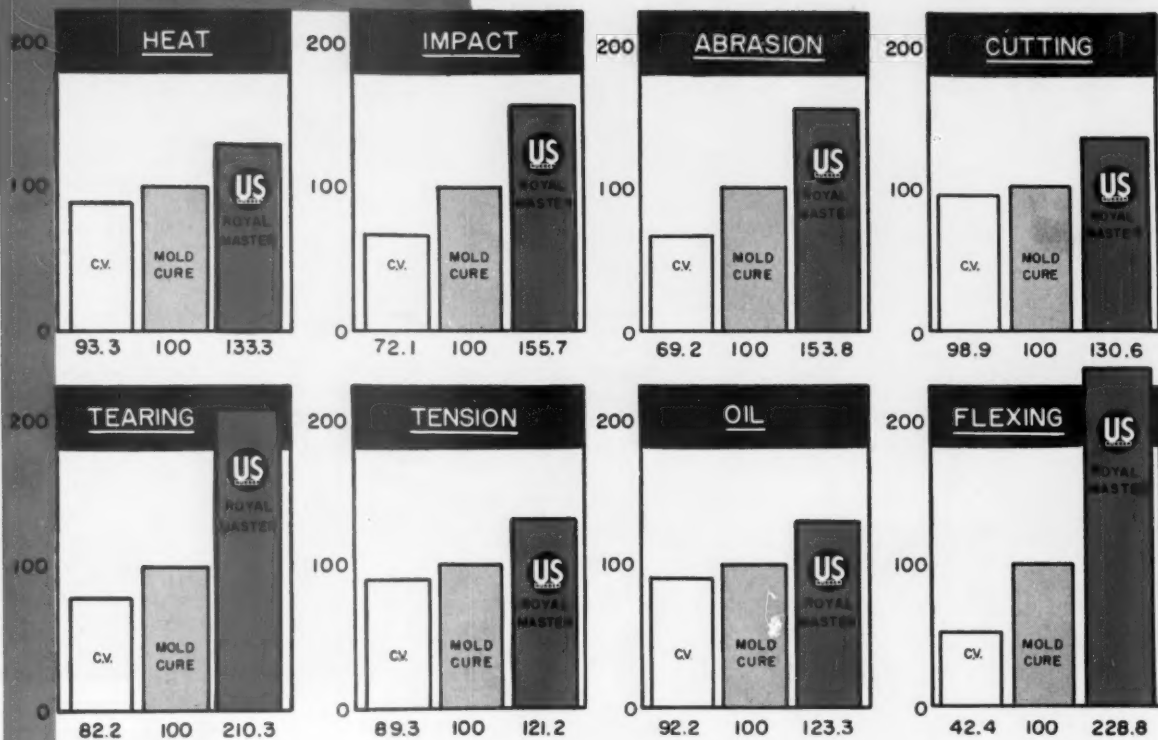 HEAT
200
100
0
C.V.
MOLD
CURE
US
ROYAL
MASTER
93.3 100 133.3
IMPACT
200
100
0
C.V.
MOLD
CURE
US
ROYAL
MASTER
72.1 100 155.7
ABRASION
200
100
0
C.V.
MOLD
CURE
US
ROYAL
MASTER
69.2 100 153.8
CUTTING
200
100
0
C.V.
MOLD
CURE
US
ROYAL
MASTER
98.9 100 130.6
TEARING
200
100
0
C.V.
MOLD
CURE
US
ROYAL
MASTER
82.2 100 210.3
TENSION
200
100
0
C.V.
MOLD
CURE
US
ROYAL
MASTER
89.3 100 121.2
OIL
200
100
0
C.V.
MOLD
CURE
US
ROYAL
MASTER
92.2 100 123.3
FLEXING
200
100
0
C.V.
MOLD
CURE
US
ROYAL
MASTER
42.4 100 228.8